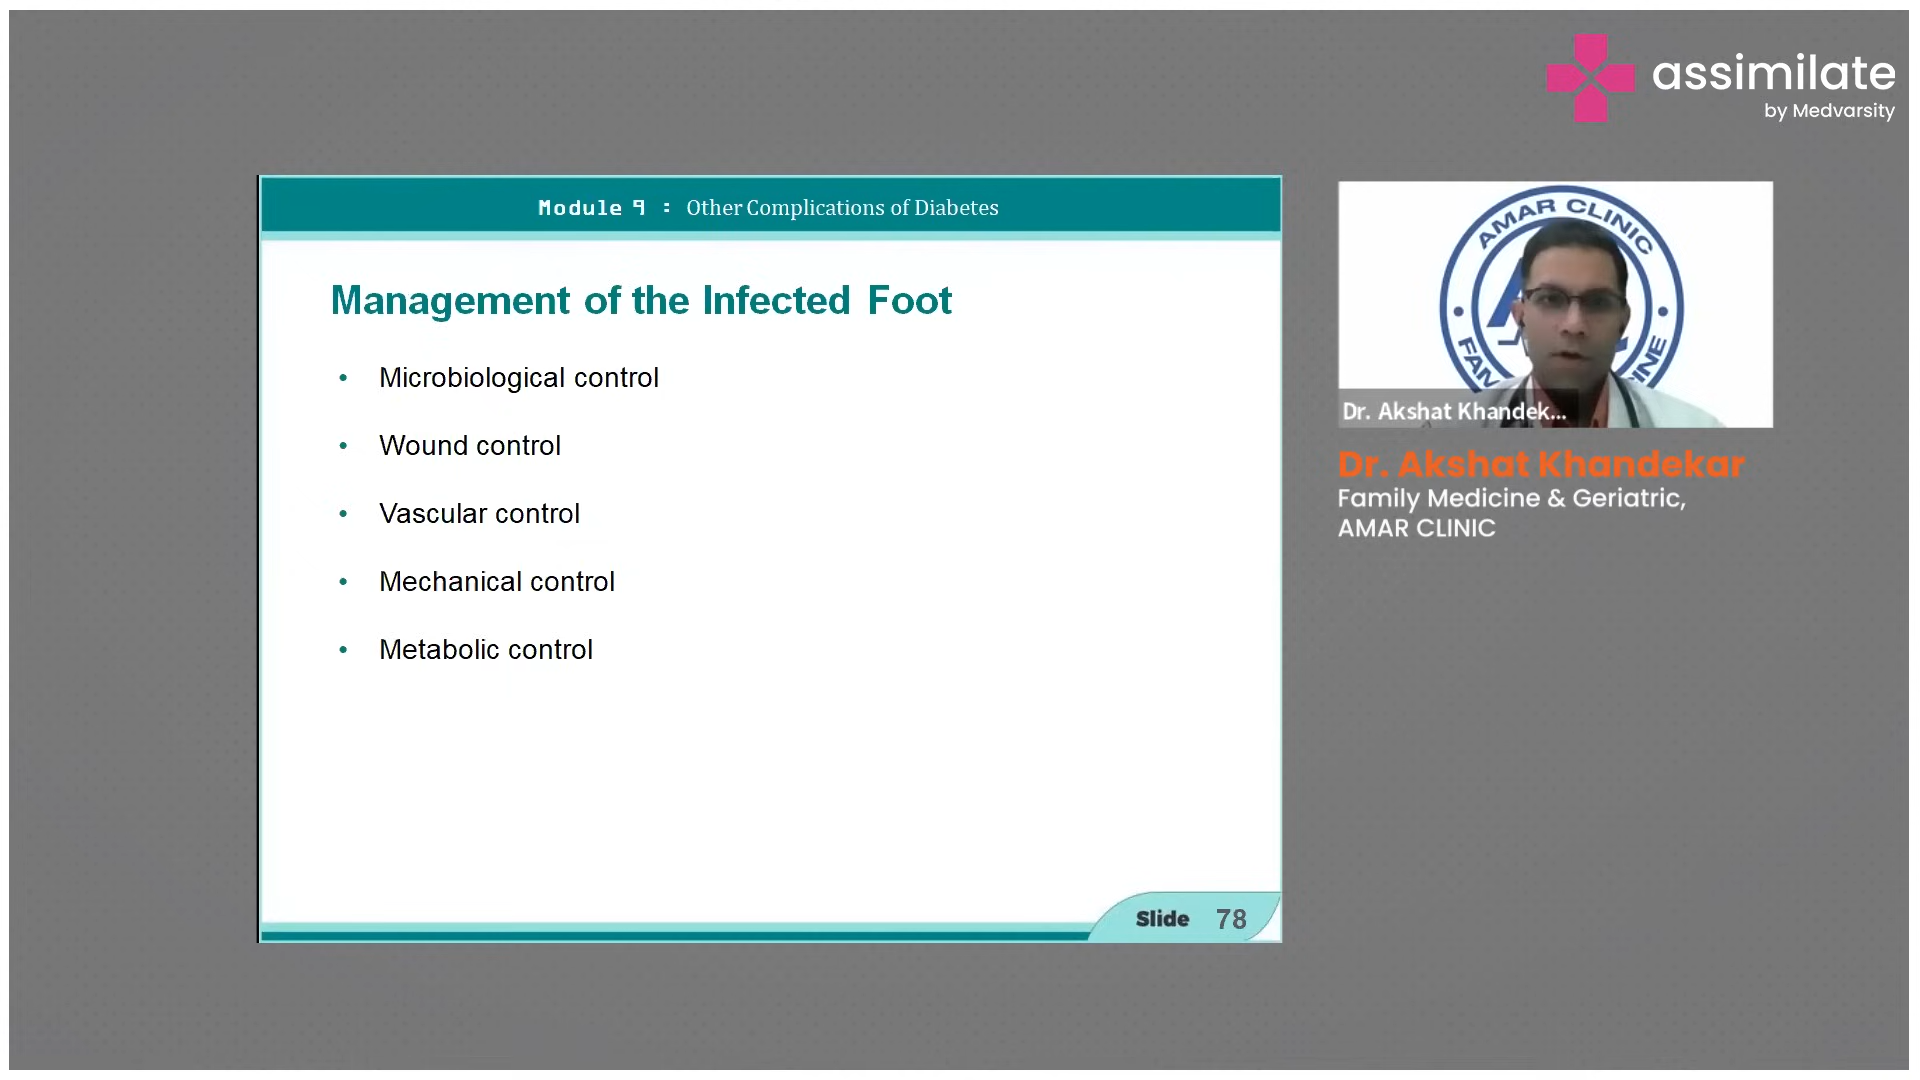 assimilate
by Medvarsity
Module 9 : Other Complications of Diabetes
Management of the Infected Foot
• Microbiological control
• Wound control
• Vascular control
• Mechanical control
• Metabolic control
Slide 78
AMAR CLINIC
Dr. Akshat Khandek...
Dr. Akshat Khandekar
Family Medicine & Geriatric,
AMAR CLINIC